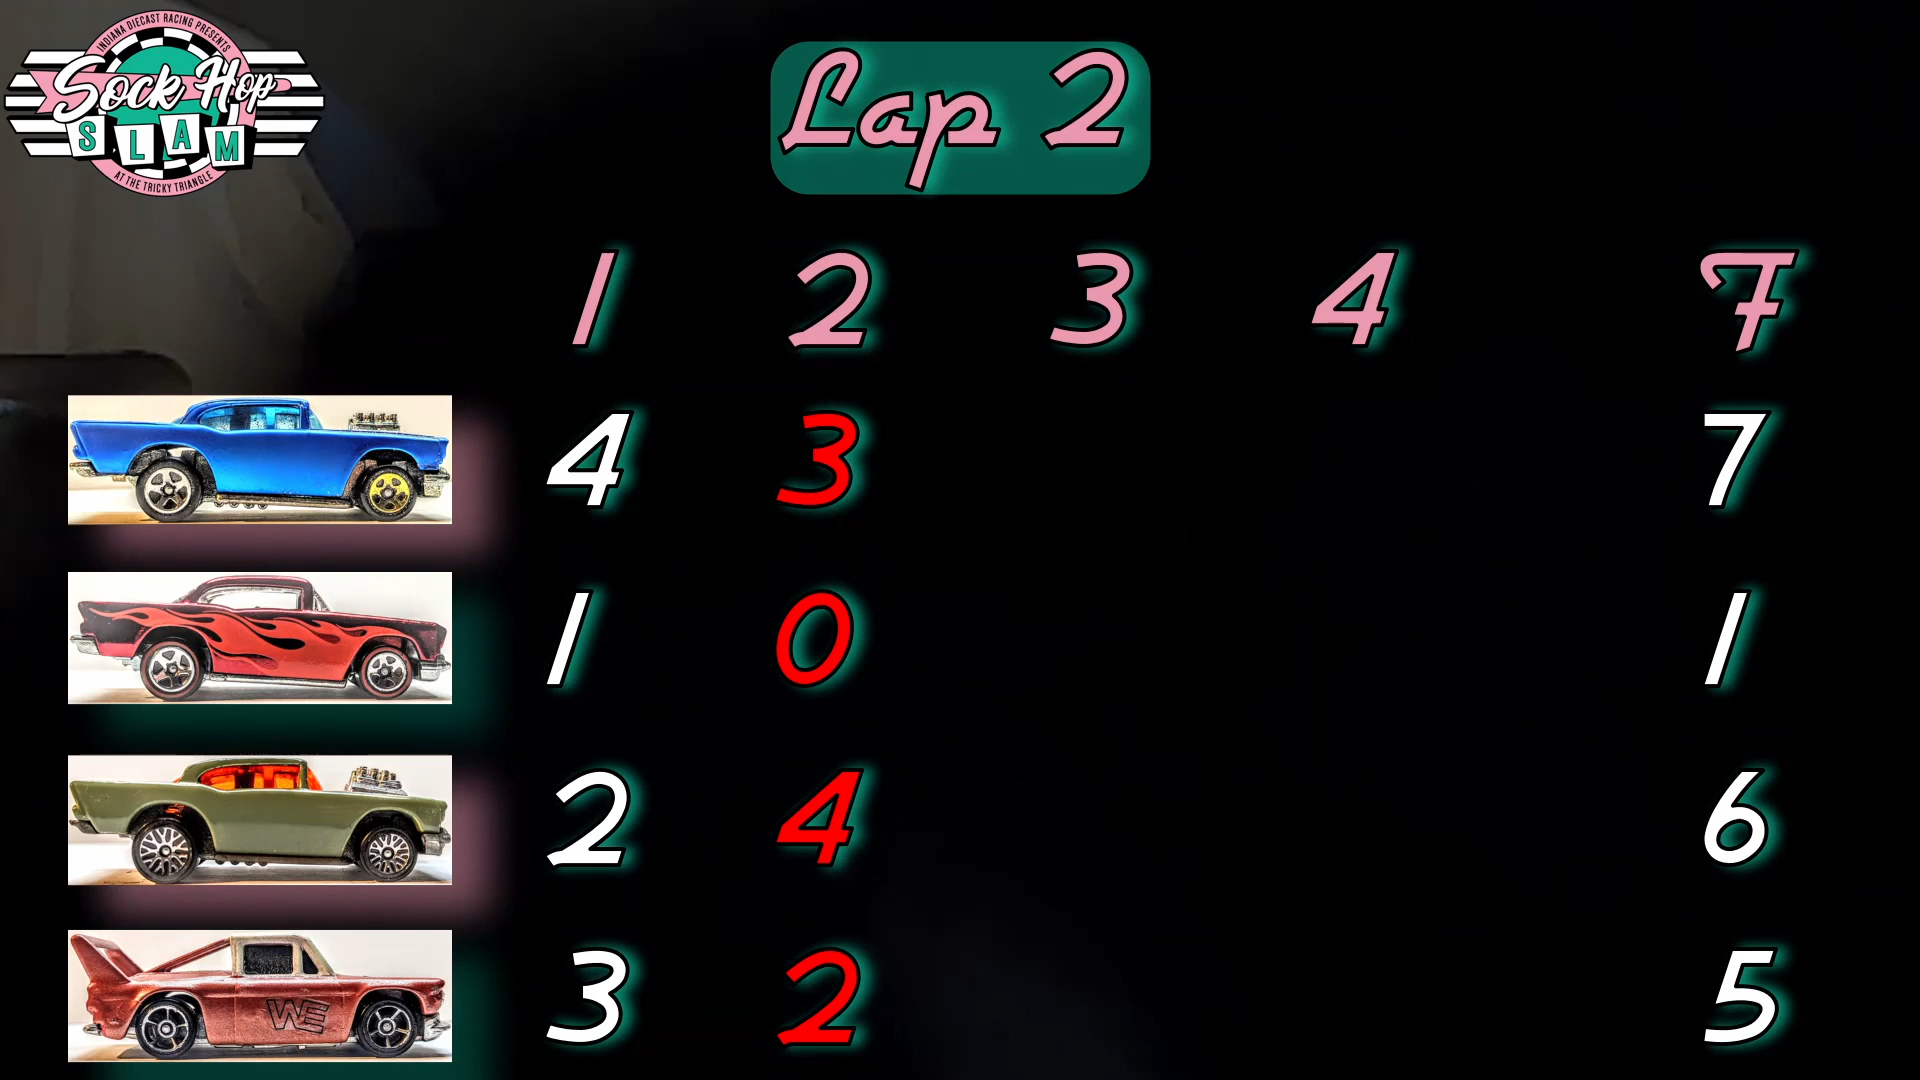 INDIANA DIECAST RACING PRESENTS
Sock Hop
SLAM
AT THE TRICKY TRIANGLE
Lap 2
1 2 3 4 F
4 3 7
1 0 1
2 4 6
WE
3 2 5